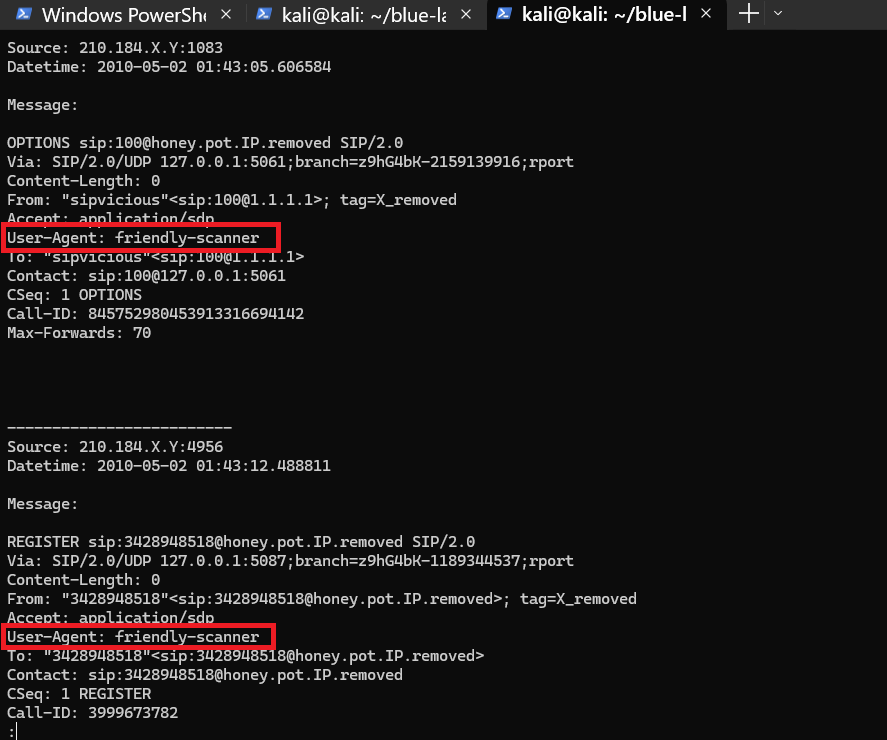 Windows PowerShe
kali@kali: ~/blue-la
kali@kali: ~/blue-l
Source: 210.184.X.Y:1083
Datetime: 2010-05-02 01:43:05.606584
Message:
OPTIONS sip:100@honey.pot.IP.removed SIP/2.0
Via: SIP/2.0/UDP 127.0.0.1:5061;branch=z9hG4bK-2159139916;rport
Content-Length: 0
From: "sipvicious"<sip:100@1.1.1.1>; tag=X_removed
Accept: application/sdp
User-Agent: friendly-scanner
To: "sipvicious"<sip:100@1.1.1.1>
Contact: sip:100@127.0.0.1:5061
CSeq: 1 OPTIONS
Call-ID: 845752980453913316694142
Max-Forwards: 70
-------------------------
Source: 210.184.X.Y:4956
Datetime: 2010-05-02 01:43:12.488811
Message:
REGISTER sip:3428948518@honey.pot.IP.removed SIP/2.0
Via: SIP/2.0/UDP 127.0.0.1:5087;branch=z9hG4bK-1189344537;rport
Content-Length: 0
From: "3428948518"<sip:3428948518@honey.pot.IP.removed>; tag=X_removed
Accept: application/sdp
User-Agent: friendly-scanner
To: "3428948518"<sip:3428948518@honey.pot.IP.removed>
Contact: sip:3428948518@honey.pot.IP.removed
CSeq: 1 REGISTER
Call-ID: 3999673782
: